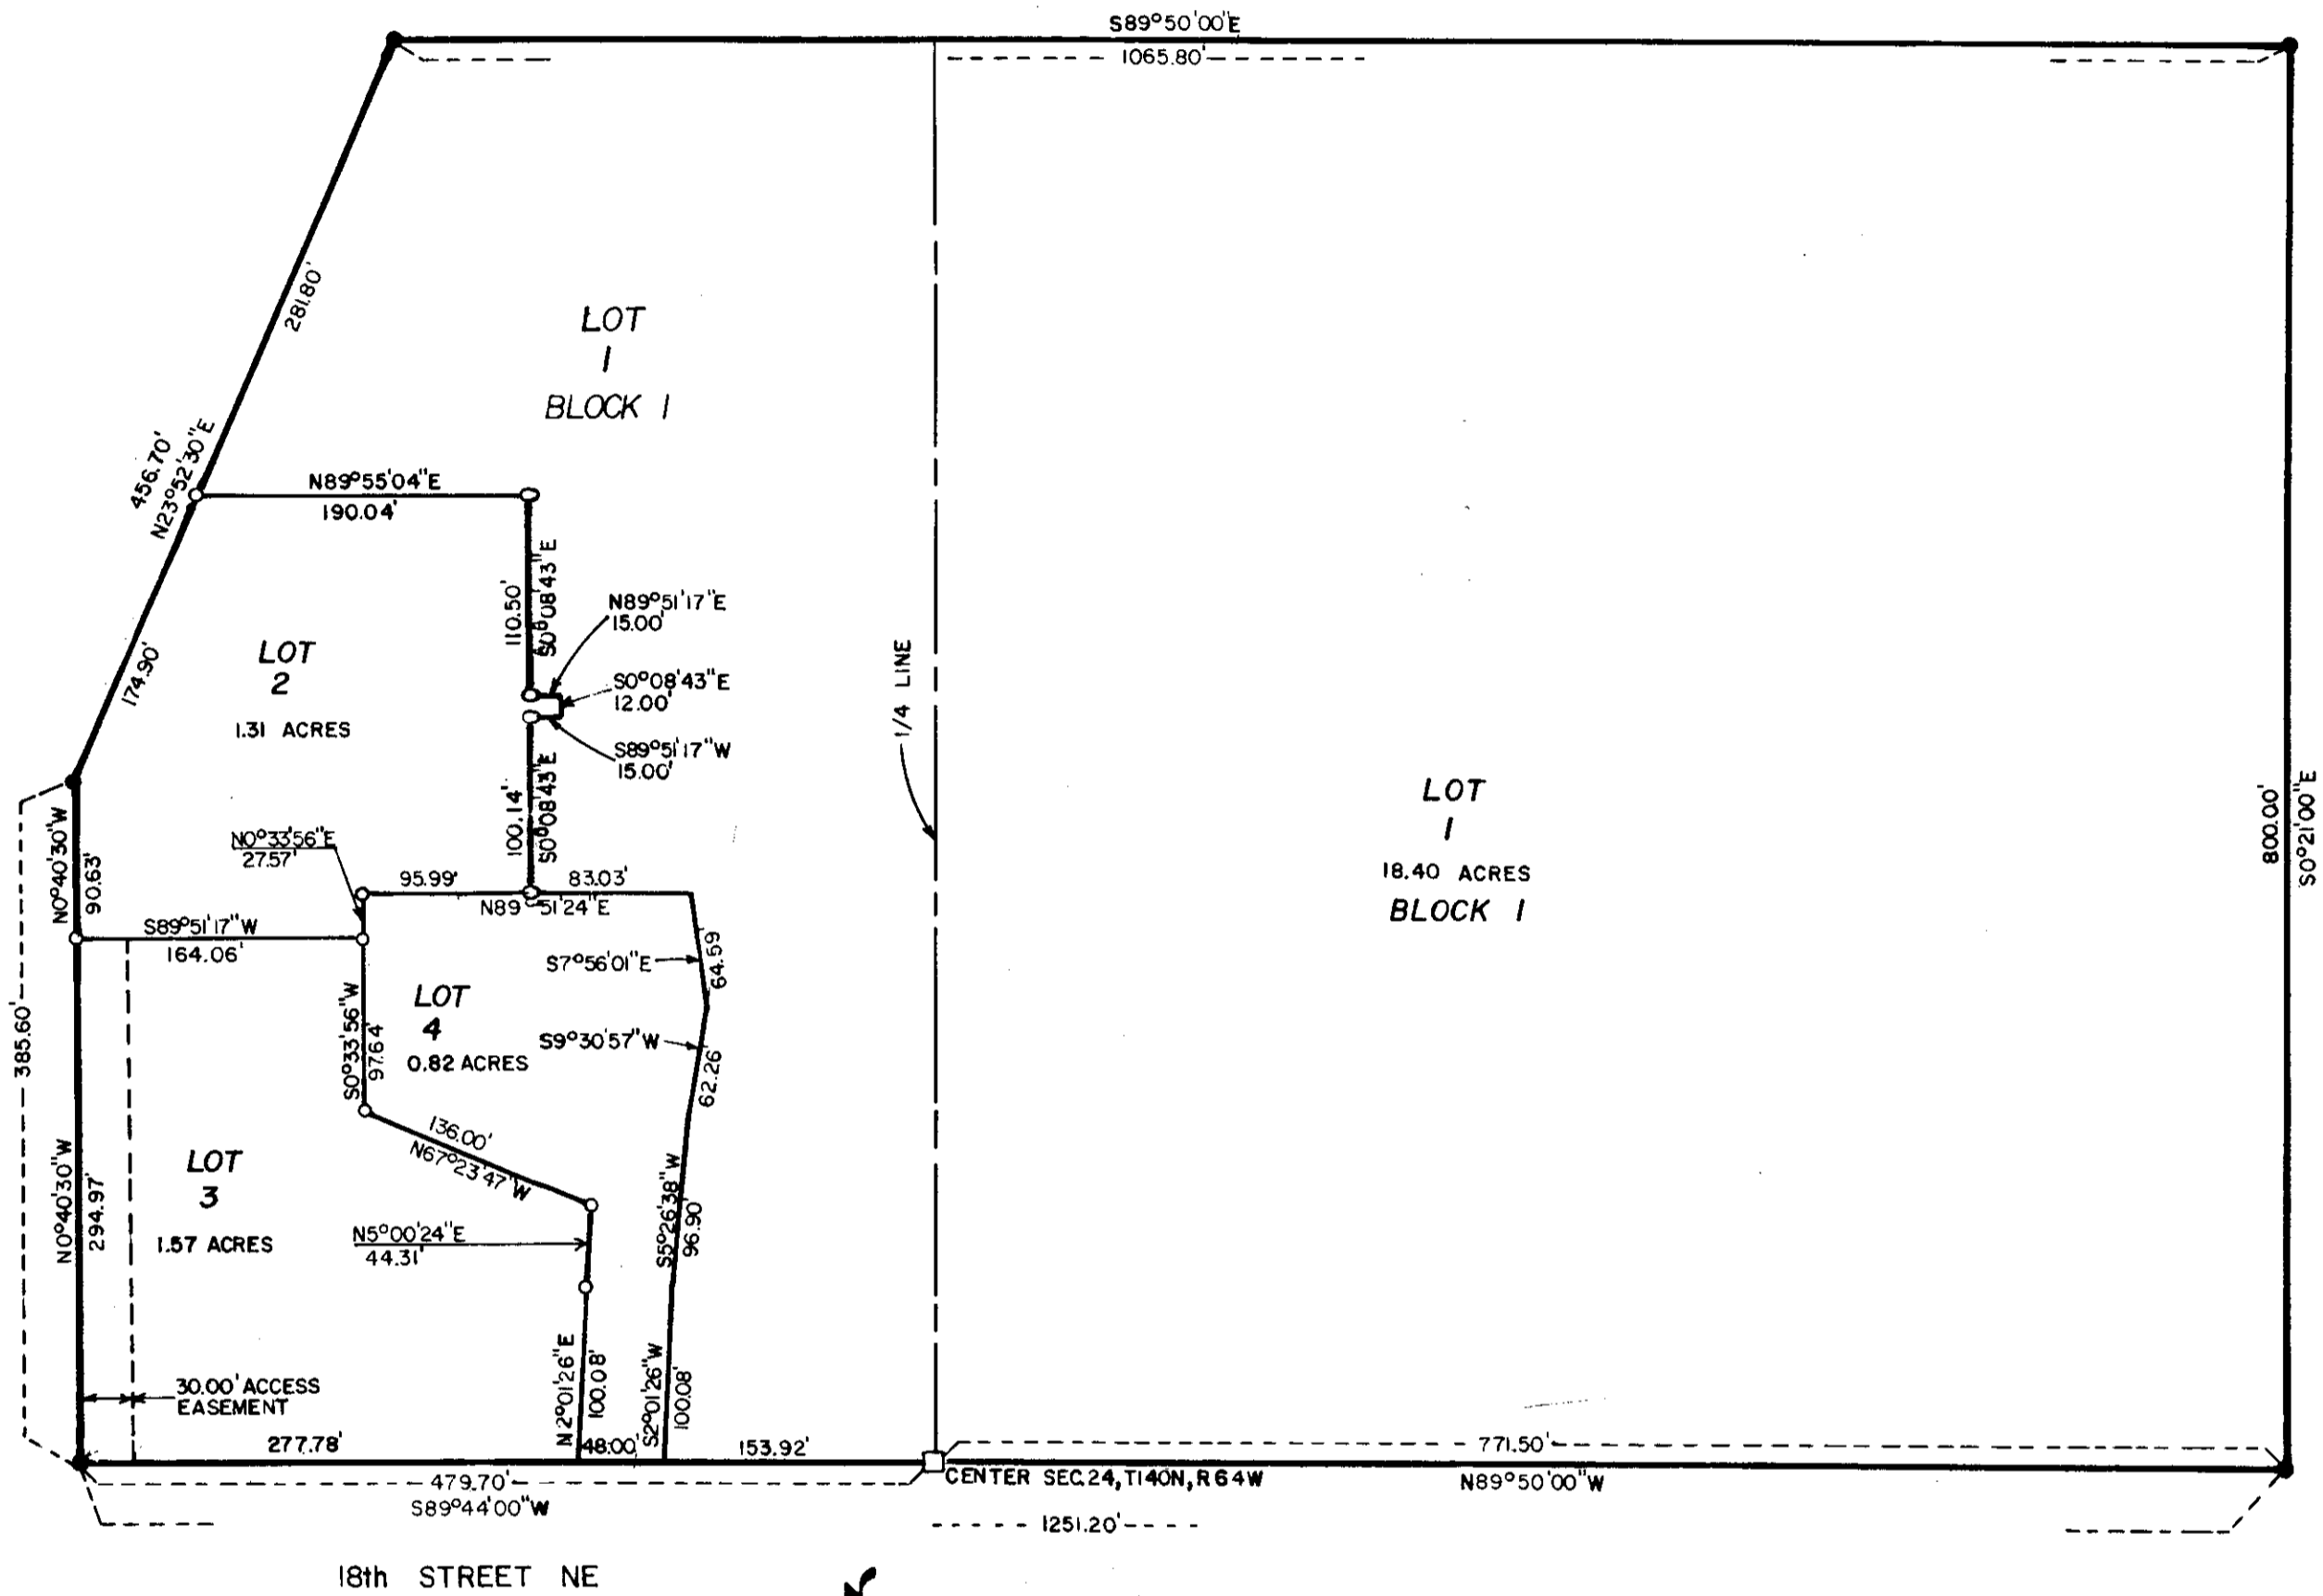 S89°50'00"E
1065.80'
281.80'
LOT
1
BLOCK 1
456.70'
N23°52'30"E
N89°55'04"E
190.04'
110.50'
S0°08'43"E
N89°51'17"E
15.00'
S0°08'43"E
12.00'
S89°51'17"W
15.00'
174.90'
LOT
2
1.31 ACRES
1/4 LINE
100.14'
S0°08'43"E
N0°40'30"W
90.63'
N0°33'56"E
27.57'
95.99'
83.03'
N89 51'24"E
S89°51'17"W
164.06'
LOT
1
18.40 ACRES
BLOCK 1
800.00'
S0°21'00"E
S7°56'01"E
64.59'
385.60'
S0°33'56"W
97.64'
LOT
4
0.82 ACRES
S9°30'57"W
62.26'
136.00'
N67°23'47"W
N0°40'30"W
294.97'
LOT
3
1.57 ACRES
N5°00'24"E
44.31'
S5°26'38"W
96.90'
N2°01'26"E
100.08'
S2°01'26"W
100.08'
30.00' ACCESS
EASEMENT
277.78'
48.00'
153.92'
771.50'
479.70'
CENTER SEC.24, T140N, R64W
N89°50'00"W
S89°44'00"W
1251.20'
18th STREET NE